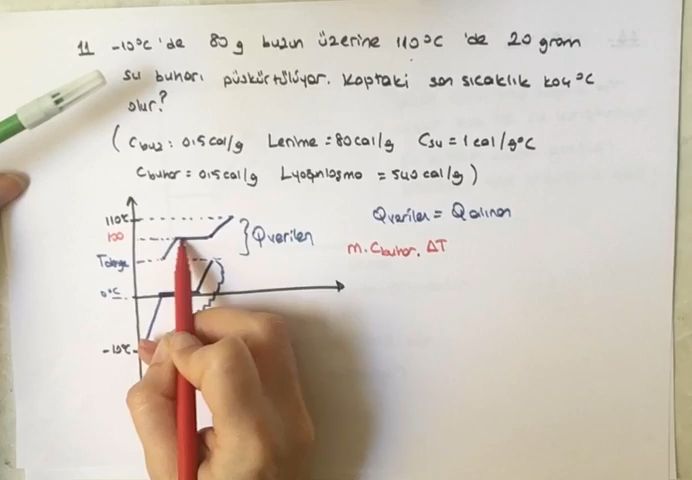 11 -10°C 'de 80 g buzun üzerine 110°C 'de 20 gram
su buharı püskürtülüyor. Kaptaki son sıcaklık kaç °C
olur?
(Cbuz: 0,5 cal/g Lerime = 80 cal/g Csu = 1 cal/g°C
Cbuhar = 0,5 cal/g Lyoğunlaşma = 540 cal/g)
110°C
100
Tdenge
0°C
-10°C
Qverilen
Qverilen = Qalınan
m. Cbuhar. ΔT